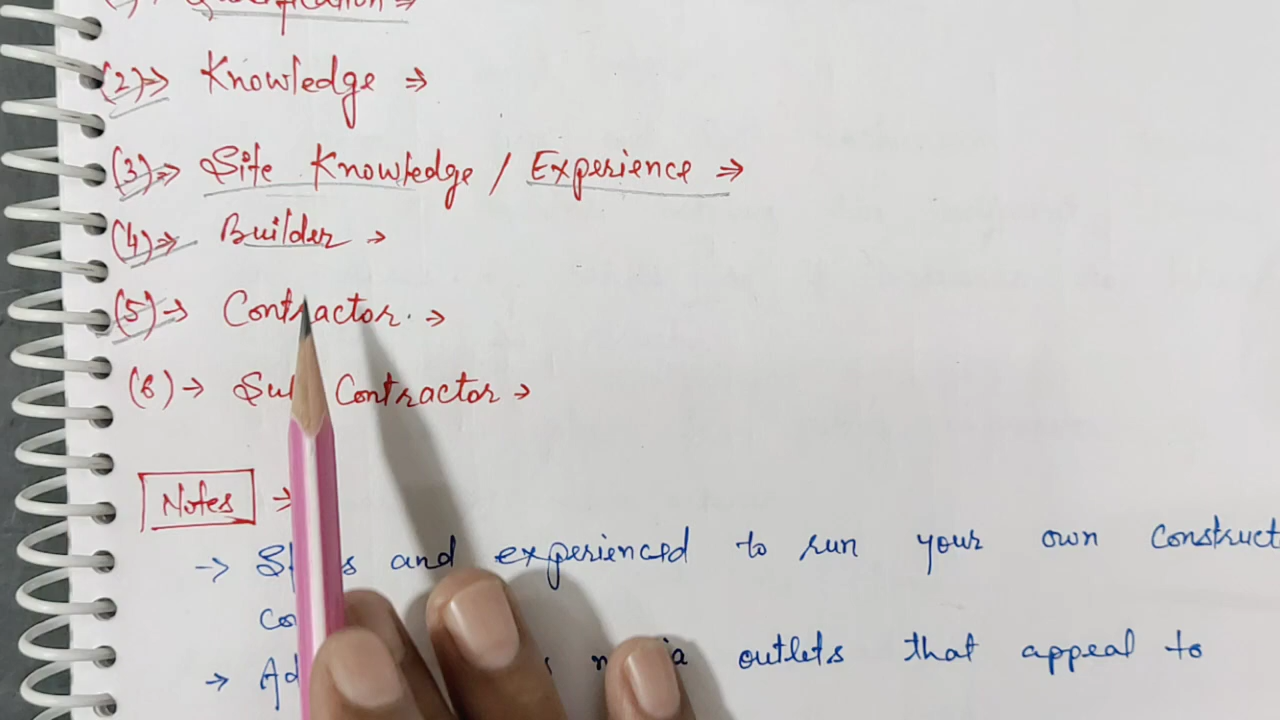 (2)⇒ Knowledge ⇒
(3)⇒ Site Knowledge / Experience ⇒
(4)⇒ Builder →
(5)→ Contractor. →
(6)→ Contractor →
Notes →
→ and experienced to run your own construct
→ outlets that appeal to